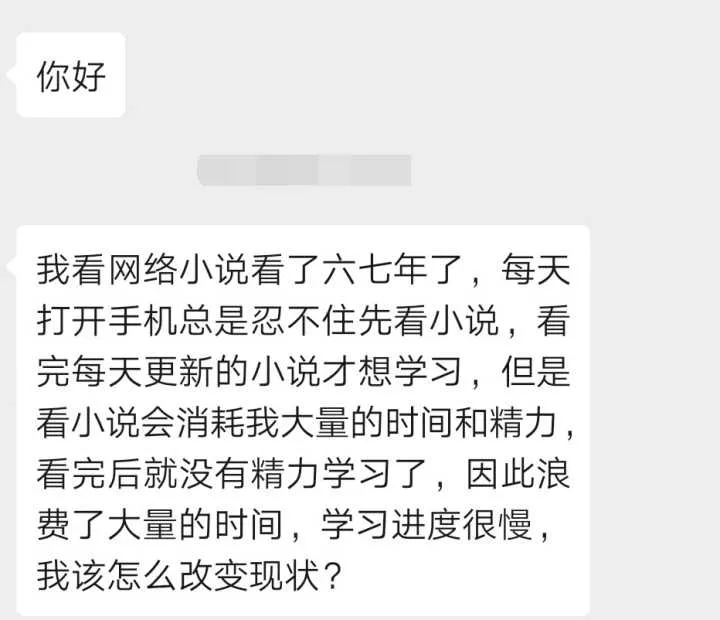 你好
我看网络小说看了六七年了，每天
打开手机总是忍不住先看小说，看
完每天更新的小说才想学习，但是
看小说会消耗我大量的时间和精力，
看完后就没有精力学习了，因此浪
费了大量的时间，学习进度很慢，
我该怎么改变现状？